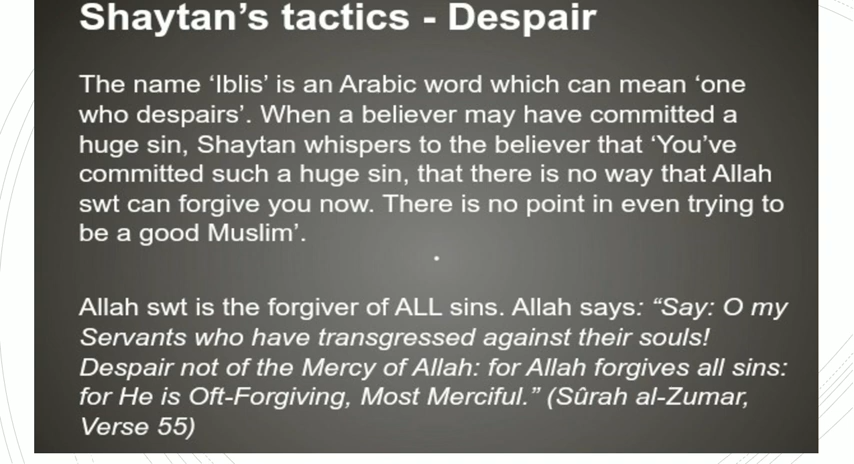 Shaytan’s tactics - Despair
The name ‘Iblis’ is an Arabic word which can mean ‘one
who despairs’. When a believer may have committed a
huge sin, Shaytan whispers to the believer that ‘You’ve
committed such a huge sin, that there is no way that Allah
swt can forgive you now. There is no point in even trying to
be a good Muslim’.
Allah swt is the forgiver of ALL sins. Allah says: “Say: O my
Servants who have transgressed against their souls!
Despair not of the Mercy of Allah: for Allah forgives all sins:
for He is Oft-Forgiving, Most Merciful.” (Sûrah al-Zumar,
Verse 55)